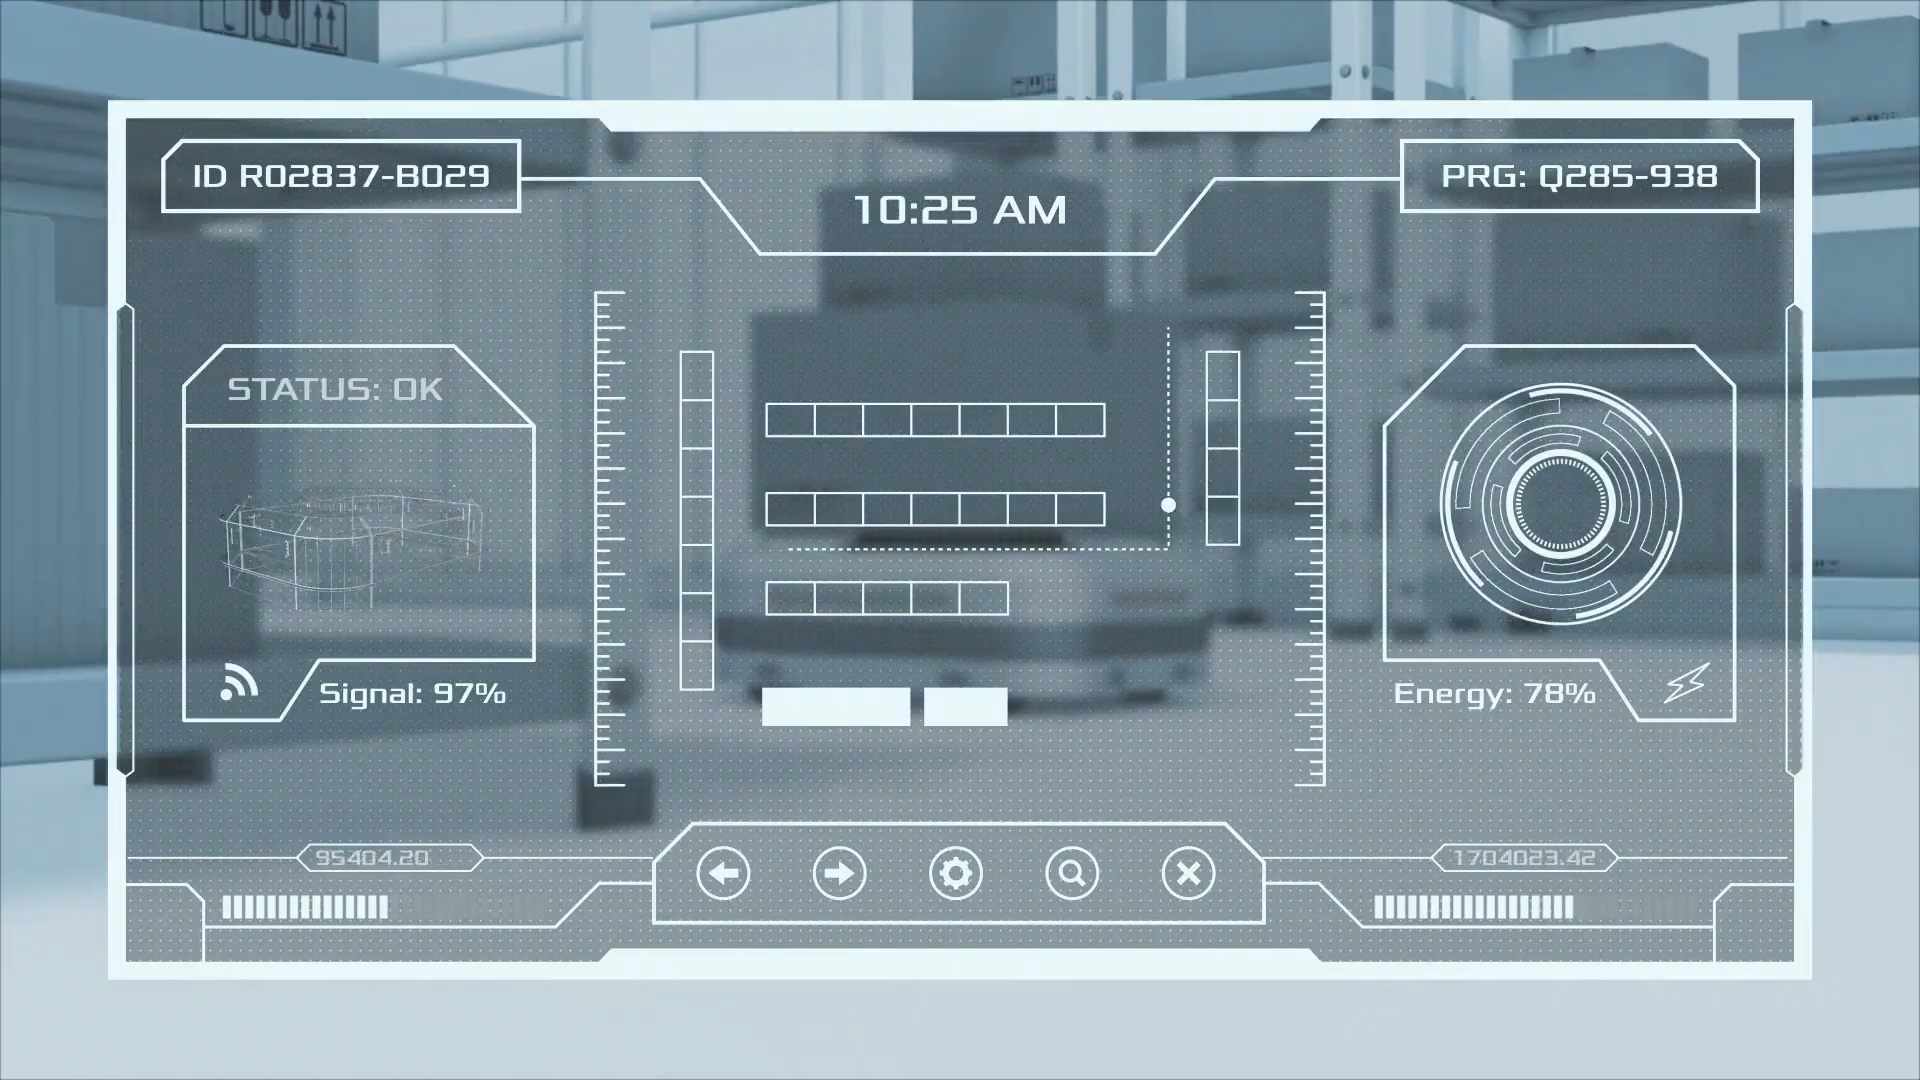 ID R02837-B029
10:25 AM
PRG: Q285-938
STATUS: OK
Signal: 97%
Energy: 78%
95404.20
1704023.42